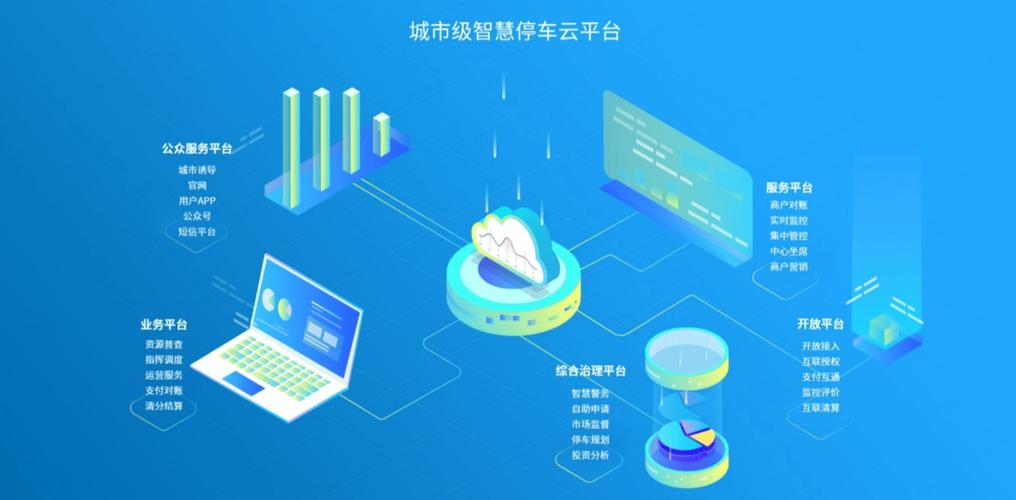 城市级智慧停车云平台
公众服务平台
城市诱导
官网
用户APP
公众号
短信平台
服务平台
商户对账
实时监控
集中管控
中心坐席
商户营销
业务平台
资源普查
指挥调度
运营服务
支付对账
清分结算
开放平台
开放接入
互联授权
支付互通
监控评价
互联清算
综合治理平台
智慧警务
自助申请
市场监督
停车规划
投资分析